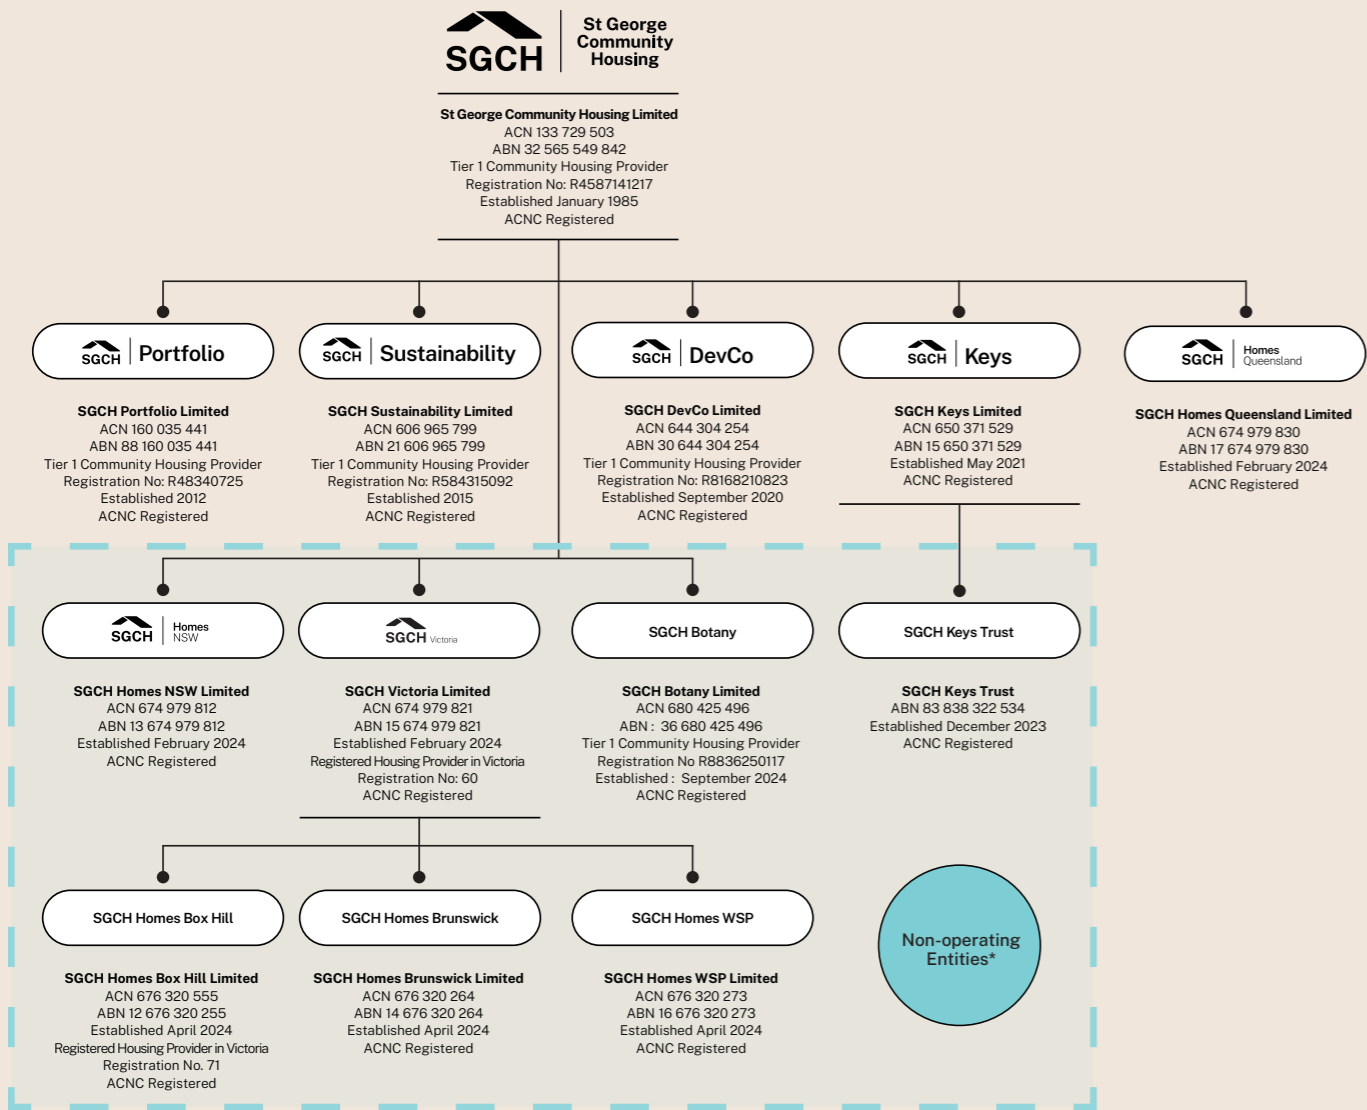 SGCH
St George
Community
Housing
St George Community Housing Limited
ACN 133 729 503
ABN 32 565 549 842
Tier 1 Community Housing Provider
Registration No: R4587141217
Established January 1985
ACNC Registered
SGCH Portfolio
SGCH Portfolio Limited
ACN 160 035 441
ABN 88 160 035 441
Tier 1 Community Housing Provider
Registration No: R48340725
Established 2012
ACNC Registered
SGCH Sustainability
SGCH Sustainability Limited
ACN 606 965 799
ABN 21 606 965 799
Tier 1 Community Housing Provider
Registration No: R584315092
Established 2015
ACNC Registered
SGCH DevCo
SGCH DevCo Limited
ACN 644 304 254
ABN 30 644 304 254
Tier 1 Community Housing Provider
Registration No: R8168210823
Established September 2020
ACNC Registered
SGCH Keys
SGCH Keys Limited
ACN 650 371 529
ABN 15 650 371 529
Established May 2021
ACNC Registered
SGCH Homes
Queensland
SGCH Homes Queensland Limited
ACN 674 979 830
ABN 17 674 979 830
Established February 2024
ACNC Registered
SGCH Homes
NSW
SGCH Homes NSW Limited
ACN 674 979 812
ABN 13 674 979 812
Established February 2024
ACNC Registered
SGCH Victoria
SGCH Victoria Limited
ACN 674 979 821
ABN 15 674 979 821
Established February 2024
Registered Housing Provider in Victoria
Registration No: 60
ACNC Registered
SGCH Botany
SGCH Botany Limited
ACN 680 425 496
ABN : 36 680 425 496
Tier 1 Community Housing Provider
Registration No R8836250117
Established : September 2024
ACNC Registered
SGCH Keys Trust
SGCH Keys Trust
ABN 83 838 322 534
Established December 2023
ACNC Registered
SGCH Homes Box Hill
SGCH Homes Box Hill Limited
ACN 676 320 555
ABN 12 676 320 255
Established April 2024
Registered Housing Provider in Victoria
Registration No. 71
ACNC Registered
SGCH Homes Brunswick
SGCH Homes Brunswick Limited
ACN 676 320 264
ABN 14 676 320 264
Established April 2024
ACNC Registered
SGCH Homes WSP
SGCH Homes WSP Limited
ACN 676 320 273
ABN 16 676 320 273
Established April 2024
ACNC Registered
Non-operating
Entities*